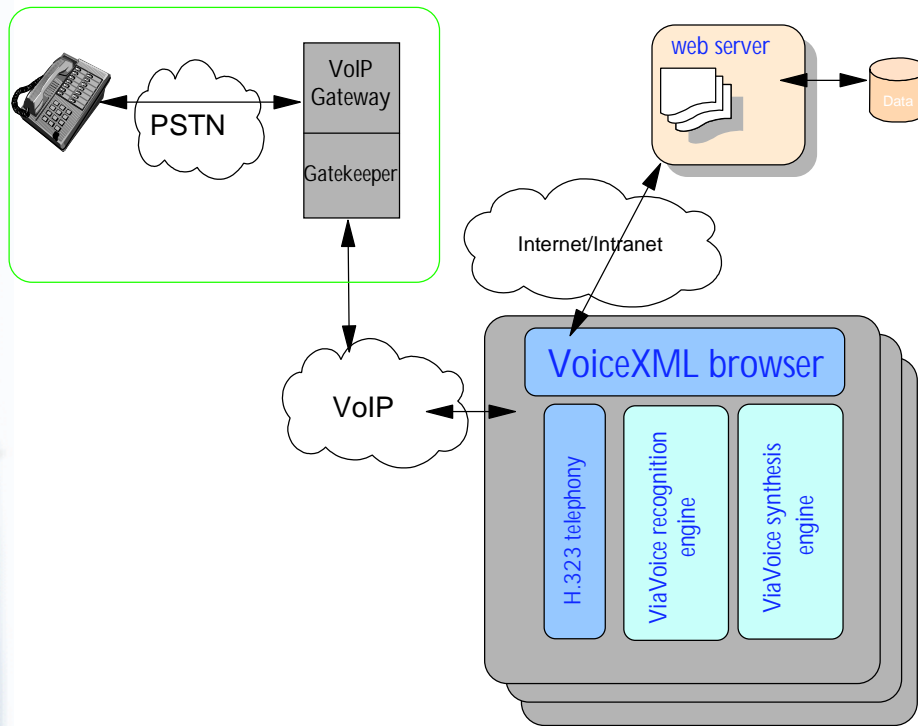 VoIP
Gateway
PSTN
Gatekeeper
web server
Data
Internet/Intranet
VoIP
VoiceXML browser
H.323 telephony
ViaVoice recognition
engine
ViaVoice synthesis
engine